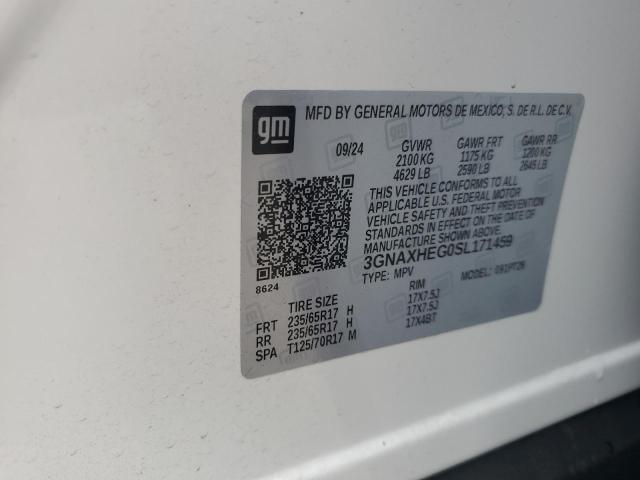 gm
MFD BY GENERAL MOTORS DE MEXICO, S. DE R.L. DE C.V.
09/24 GVWR GAWR FRT GAWR RR
2100 KG 1175 KG 1200 KG
4629 LB 2590 LB 2645 LB
THIS VEHICLE CONFORMS TO ALL
APPLICABLE U.S. FEDERAL MOTOR
VEHICLE SAFETY AND THEFT PREVENTION
STANDARDS IN EFFECT ON THE DATE OF
MANUFACTURE SHOWN ABOVE.
3GNAXHEG0SL171459
8624
TYPE: MPV MODEL:
TIRE SIZE RIM
FRT 235/65R17 H 17X7.5J
RR 235/65R17 H 17X7.5J
SPA T125/70R17 M 17X4BT